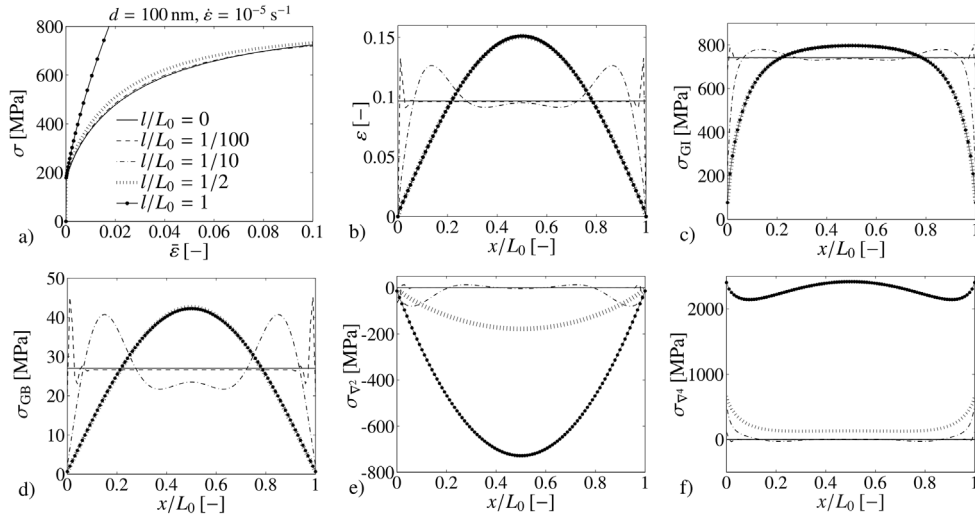 d = 100 nm, ε̇ = 10⁻⁵ s⁻¹
800
600
400
200
0
σ [MPa]
l/L₀ = 0
l/L₀ = 1/100
l/L₀ = 1/10
l/L₀ = 1/2
l/L₀ = 1
0 0.02 0.04 0.06 0.08 0.1
ε̄ [−]
a)
0.15
0.1
0.05
0
ε [−]
0 0.2 0.4 0.6 0.8 1
x/L₀ [−]
b)
800
600
400
200
0
σGI [MPa]
0 0.2 0.4 0.6 0.8 1
x/L₀ [−]
c)
50
40
30
20
10
0
σGB [MPa]
0 0.2 0.4 0.6 0.8 1
x/L₀ [−]
d)
0
-200
-400
-600
-800
σ∇² [MPa]
0 0.2 0.4 0.6 0.8 1
x/L₀ [−]
e)
2000
1000
0
σ∇⁴ [MPa]
0 0.2 0.4 0.6 0.8 1
x/L₀ [−]
f)